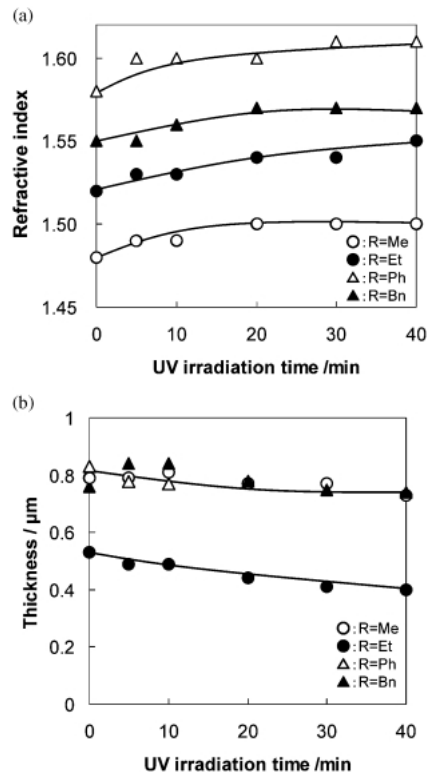 (a)
1.60
1.55
1.50
1.45
Refractive index
○:R=Me
●:R=Et
△:R=Ph
▲:R=Bn
0 10 20 30 40
UV irradiation time /min
(b)
1
0.8
0.6
0.4
0.2
0
Thickness / µm
○:R=Me
●:R=Et
△:R=Ph
▲:R=Bn
0 10 20 30 40
UV irradiation time /min